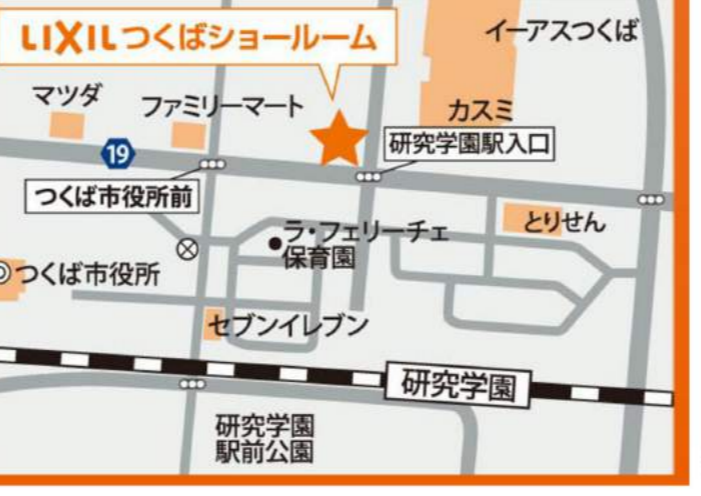 LIXILつくばショールーム
イーアスつくば
マツダ
ファミリーマート
カスミ
19
研究学園駅入口
つくば市役所前
ラ・フェリーチェ
保育園
とりせん
つくば市役所
セブンイレブン
研究学園
研究学園
駅前公園